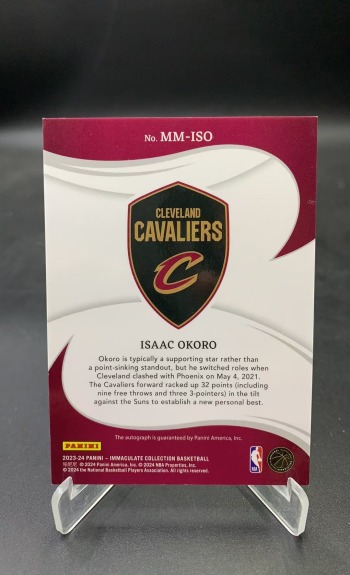 No. MM-ISO
CLEVELAND
CAVALIERS
C
ISAAC OKORO
Okoro is typically a supporting star rather than
a point-sinking standout, but he switched roles when
Cleveland clashed with Phoenix on May 4, 2021.
The Cavaliers forward racked up 32 points (including
nine free throws and three 3-pointers) in the tilt
against the Suns to establish a new personal best.
The autograph is guaranteed by Panini America, Inc.
PANINI
2023-24 PANINI – IMMACULATE COLLECTION BASKETBALL
© 2024 Panini America, Inc. © 2024 NBA Properties, Inc.
© 2024 the National Basketball Players Association. All rights reserved.